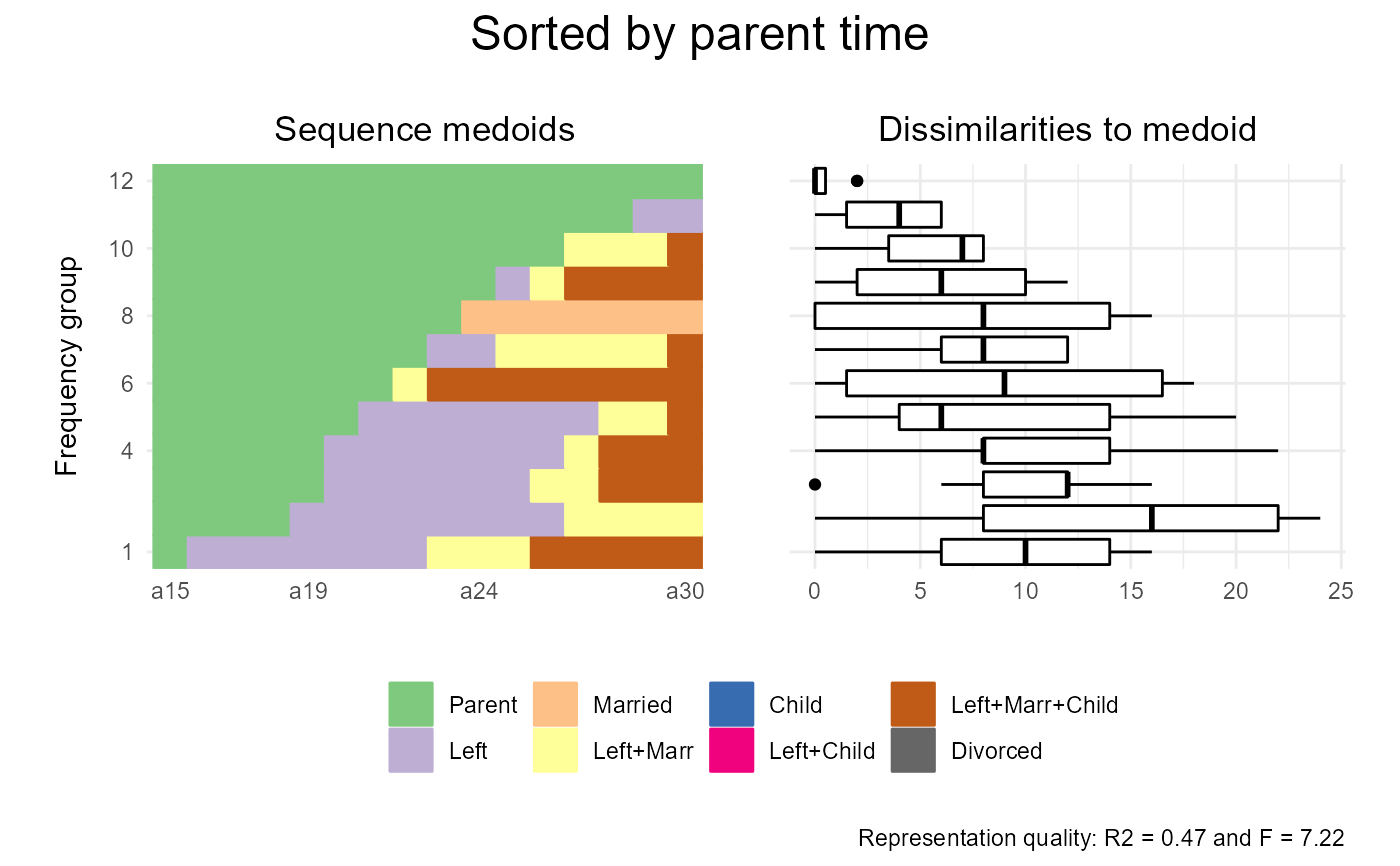 Sorted by parent time
Sequence medoids
Dissimilarities to medoid
Frequency group
12
10
8
6
4
1
a15 a19 a24 a30
0 5 10 15 20 25
Parent Married Child Left+Marr+Child
Left Left+Marr Left+Child Divorced
Representation quality: R2 = 0.47 and F = 7.22